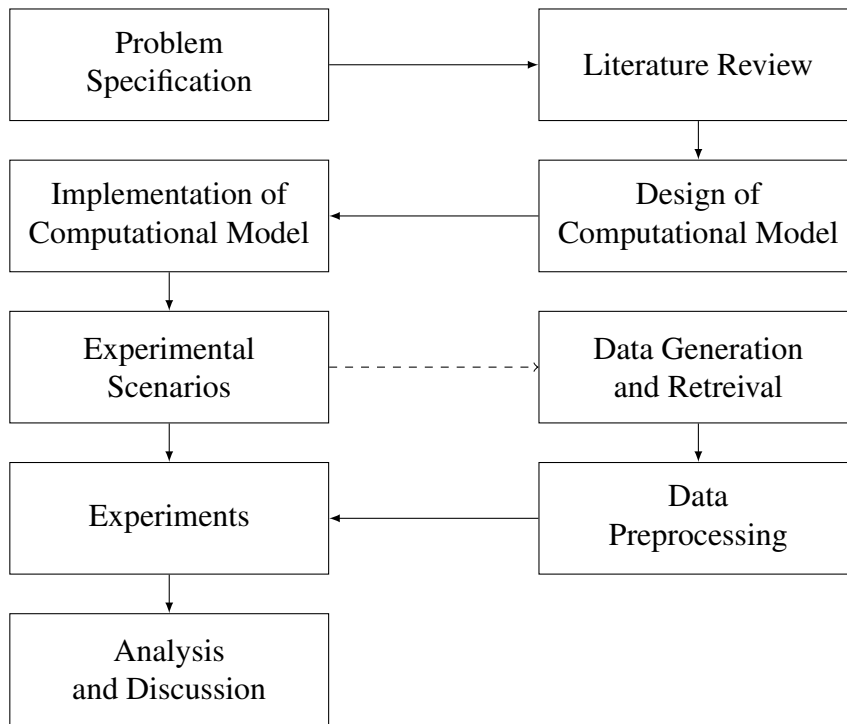 Problem
Specification
Literature Review
Implementation of
Computational Model
Design of
Computational Model
Experimental
Scenarios
Data Generation
and Retreival
Experiments
Data
Preprocessing
Analysis
and Discussion